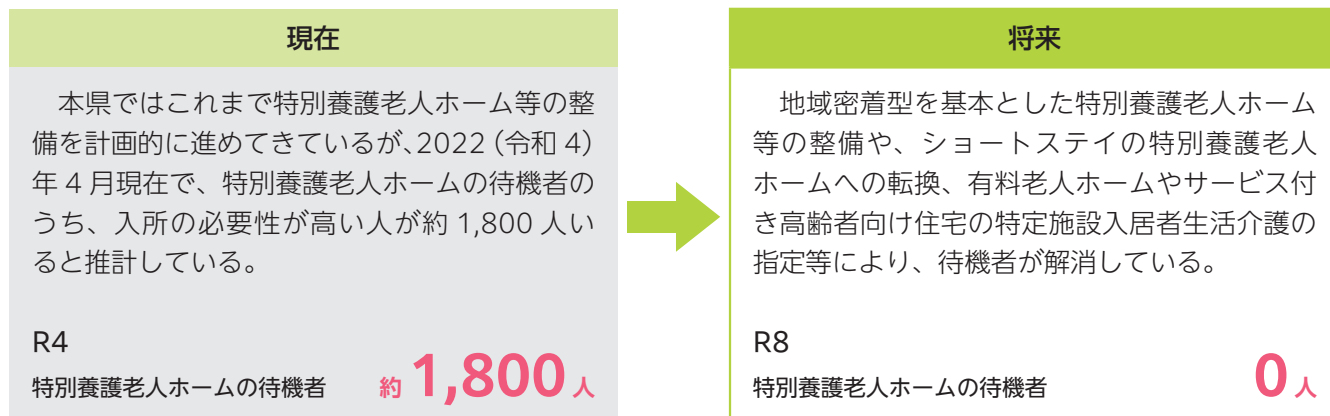 現在
本県ではこれまで特別養護老人ホーム等の整
備を計画的に進めてきているが、2022（令和 4）
年 4 月現在で、特別養護老人ホームの待機者の
うち、入所の必要性が高い人が約 1,800 人い
ると推計している。
R4
特別養護老人ホームの待機者 約 1,800 人
将来
地域密着型を基本とした特別養護老人ホーム
等の整備や、ショートステイの特別養護老人
ホームへの転換、有料老人ホームやサービス付
き高齢者向け住宅の特定施設入居者生活介護の
指定等により、待機者が解消している。
R8
特別養護老人ホームの待機者 0 人